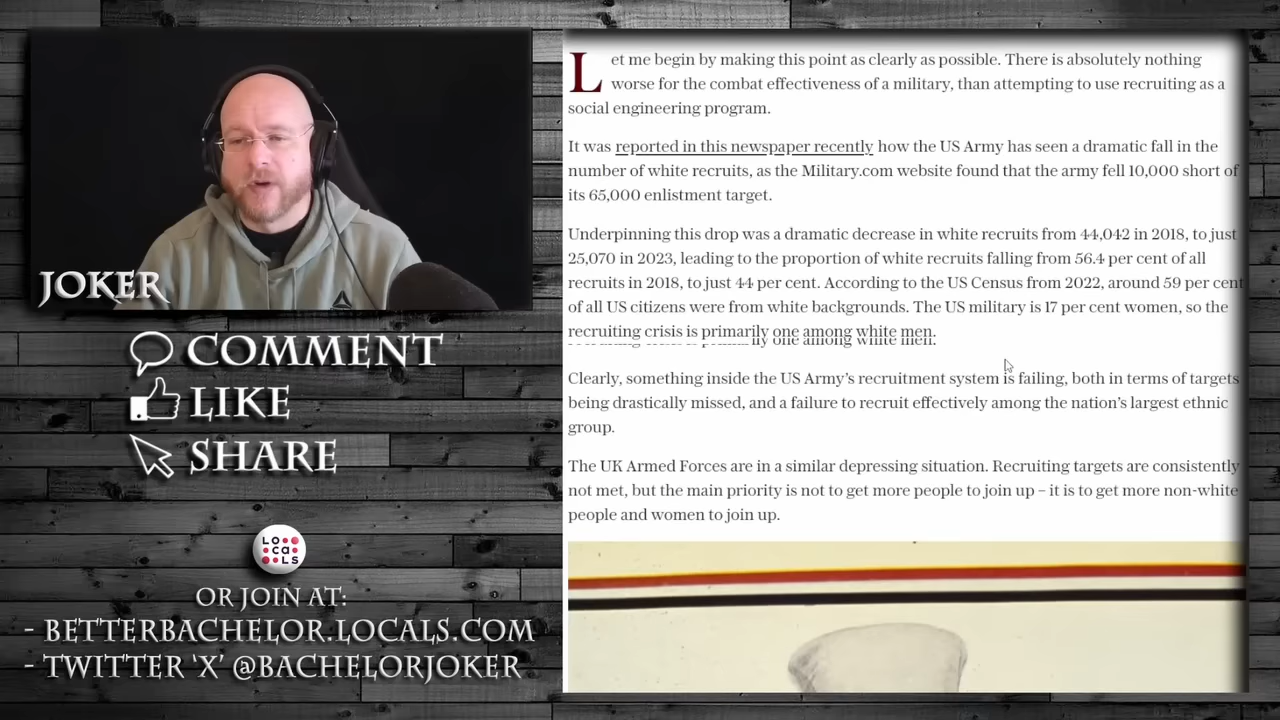 JOKER
COMMENT
LIKE
SHARE
LOcaLS
OR JOIN AT:
- BETTERBACHELOR.LOCALS.COM
- TWITTER 'X' @BACHELORJOKER
Let me begin by making this point as clearly as possible. There is absolutely nothing
worse for the combat effectiveness of a military, than attempting to use recruiting as a
social engineering program.
It was reported in this newspaper recently how the US Army has seen a dramatic fall in the
number of white recruits, as the Military.com website found that the army fell 10,000 short of
its 65,000 enlistment target.
Underpinning this drop was a dramatic decrease in white recruits from 44,042 in 2018, to just
25,070 in 2023, leading to the proportion of white recruits falling from 56.4 per cent of all
recruits in 2018, to just 44 per cent. According to the US Census from 2022, around 59 per cent
of all US citizens were from white backgrounds. The US military is 17 per cent women, so the
recruiting crisis is primarily one among white men.
Clearly, something inside the US Army's recruitment system is failing, both in terms of targets
being drastically missed, and a failure to recruit effectively among the nation's largest ethnic
group.
The UK Armed Forces are in a similar depressing situation. Recruiting targets are consistently
not met, but the main priority is not to get more people to join up – it is to get more non-white
people and women to join up.